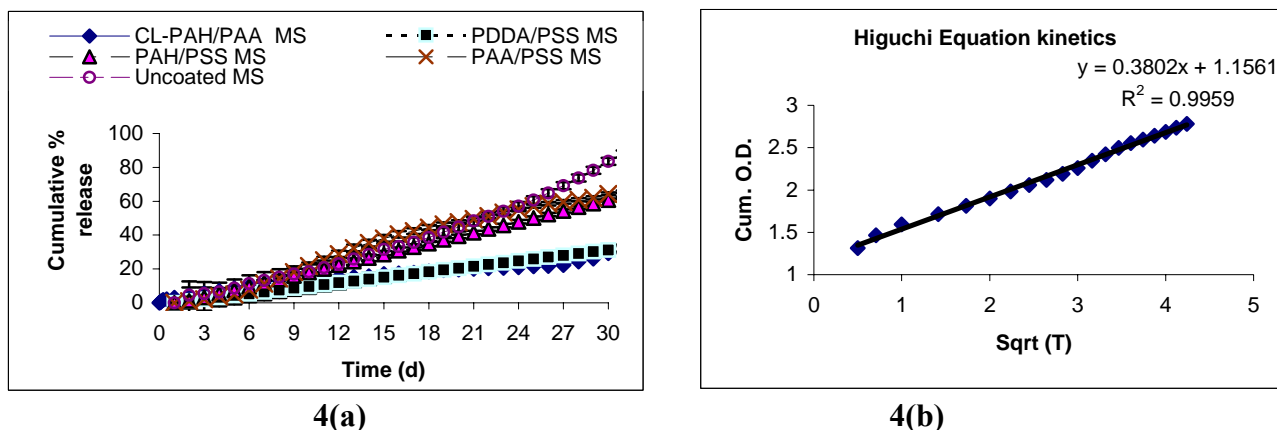 CL-PAH/PAA MS
PDDA/PSS MS
PAH/PSS MS
PAA/PSS MS
Uncoated MS
100
80
60
40
20
0
Cumulative %
release
0 3 6 9 12 15 18 21 24 27 30
Time (d)
4(a)
Higuchi Equation kinetics
y = 0.3802x + 1.1561
R² = 0.9959
3
2.5
2
1.5
1
Cum. O.D.
0 1 2 3 4 5
Sqrt (T)
4(b)